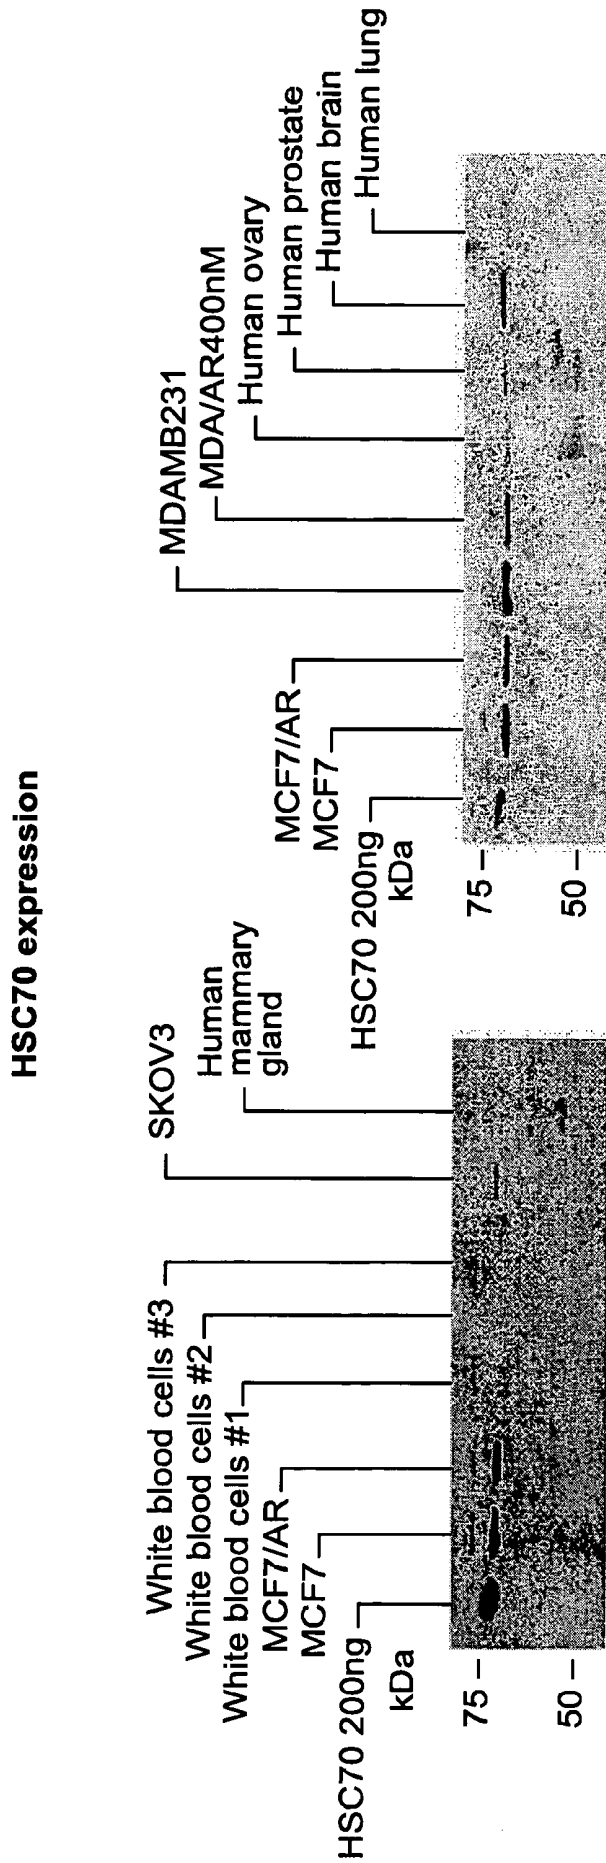 HSC70 expression
White blood cells #3
White blood cells #2
White blood cells #1
MCF7/AR
MCF7
HSC70 200ng
kDa
SKOV3
Human
mammary
gland
75
50
MDAMB231
MDA/AR400nM
Human ovary
Human prostate
Human brain
Human lung
MCF7/AR
MCF7
HSC70 200ng
kDa
75
50